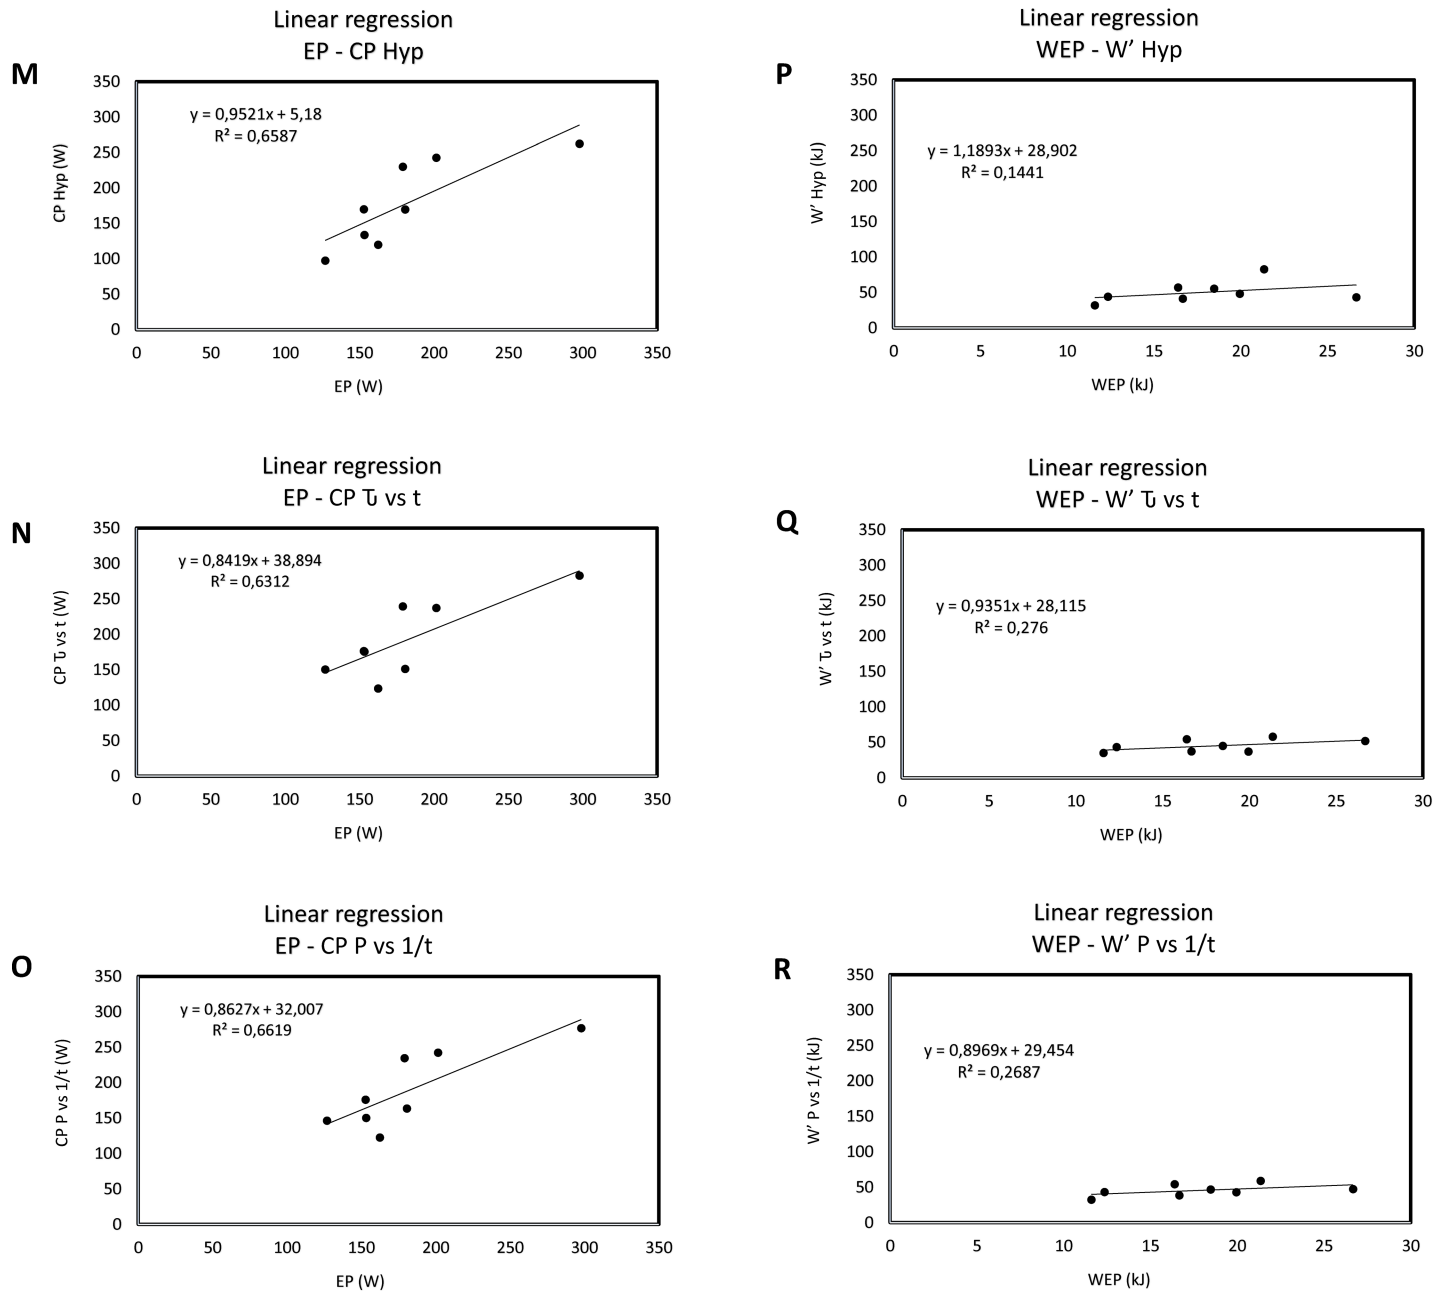 Linear regression
EP - CP Hyp
M
350
300
250
200
150
100
50
0
CP Hyp (W)
y = 0,9521x + 5,18
R² = 0,6587
0 50 100 150 200 250 300 350
EP (W)
Linear regression
WEP - W' Hyp
P
350
300
250
200
150
100
50
0
W' Hyp (kJ)
y = 1,1893x + 28,902
R² = 0,1441
0 5 10 15 20 25 30
WEP (kJ)
Linear regression
EP - CP Ʊ vs t
N
350
300
250
200
150
100
50
0
CP Ʊ vs t (W)
y = 0,8419x + 38,894
R² = 0,6312
0 50 100 150 200 250 300 350
EP (W)
Linear regression
WEP - W' Ʊ vs t
Q
350
300
250
200
150
100
50
0
W' Ʊ vs t (kJ)
y = 0,9351x + 28,115
R² = 0,276
0 5 10 15 20 25 30
WEP (kJ)
Linear regression
EP - CP P vs 1/t
O
350
300
250
200
150
100
50
0
CP P vs 1/t (W)
y = 0,8627x + 32,007
R² = 0,6619
0 50 100 150 200 250 300 350
EP (W)
Linear regression
WEP - W' P vs 1/t
R
350
300
250
200
150
100
50
0
W' P vs 1/t (kJ)
y = 0,8969x + 29,454
R² = 0,2687
0 5 10 15 20 25 30
WEP (kJ)